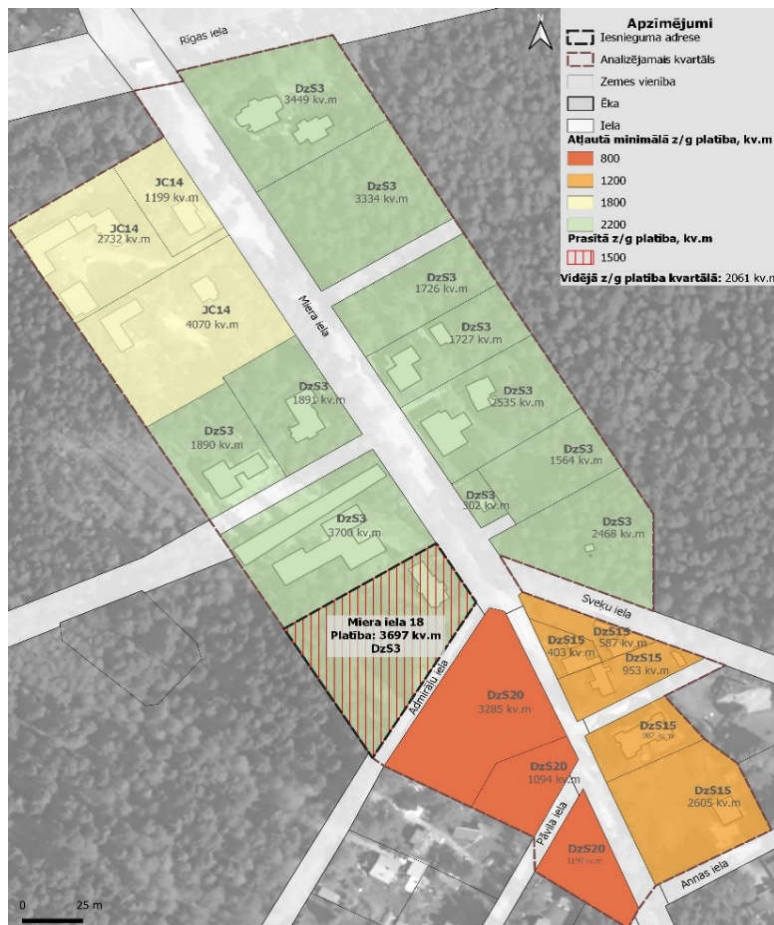 Apzīmējumi
Iesnieguma adrese
Analizējamais kvartāls
Zemes vienība
Ēka
Iela
Atļautā minimālā z/g platība, kv.m
800
1200
1800
2200
Prasītā z/g platība, kv.m
1500
Vidējā z/g platība kvartālā: 2061 kv.m
Rīgas iela
DzS3
3449 kv.m
DzS3
3334 kv.m
JC14
1199 kv.m
JC14
2732 kv.m
JC14
4070 kv.m
Miera iela
DzS3
1726 kv.m
DzS3
1727 kv.m
DzS3
2535 kv.m
DzS3
1891 kv.m
DzS3
1890 kv.m
DzS3
1564 kv.m
DzS3
302 kv.m
DzS3
2468 kv.m
DzS3
3700 kv.m
Miera iela 18
Platība: 3697 kv.m
DzS3
Admirāļu iela
Sveķu iela
DzS15
587 kv.m
DzS15
403 kv.m
DzS15
953 kv.m
DzS20
3285 kv.m
DzS15
DzS20
1094 kv.m
DzS15
2605 kv.m
Pāvila iela
DzS20
Annas iela
0 25 m